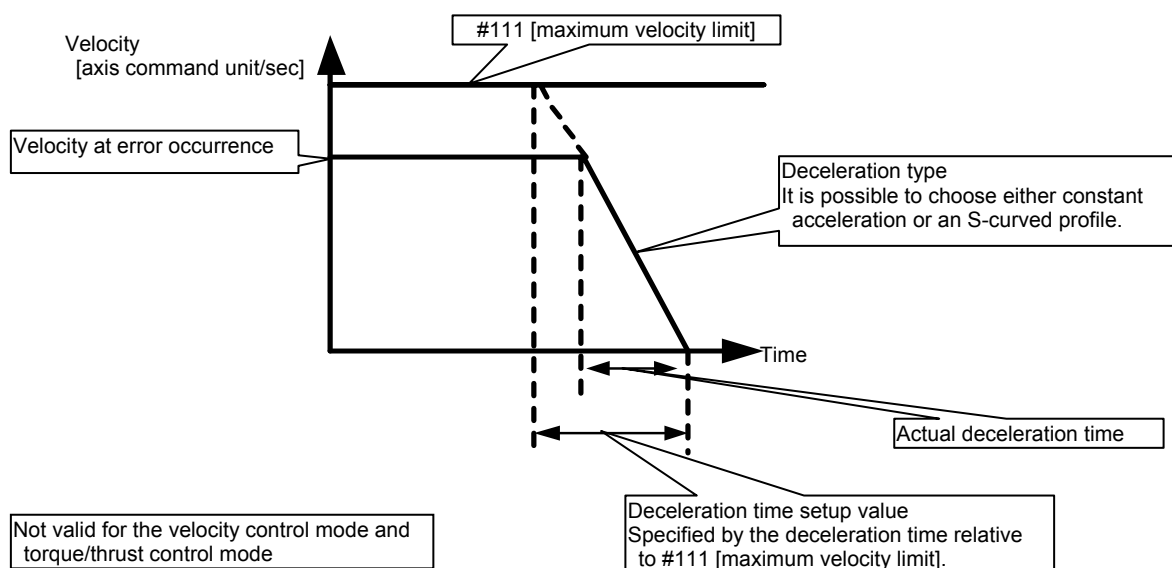 #111 [maximum velocity limit]
Velocity
[axis command unit/sec]
Velocity at error occurrence
Deceleration type
It is possible to choose either constant
acceleration or an S-curved profile.
Time
Actual deceleration time
Deceleration time setup value
Specified by the deceleration time relative
to #111 [maximum velocity limit].
Not valid for the velocity control mode and
torque/thrust control mode